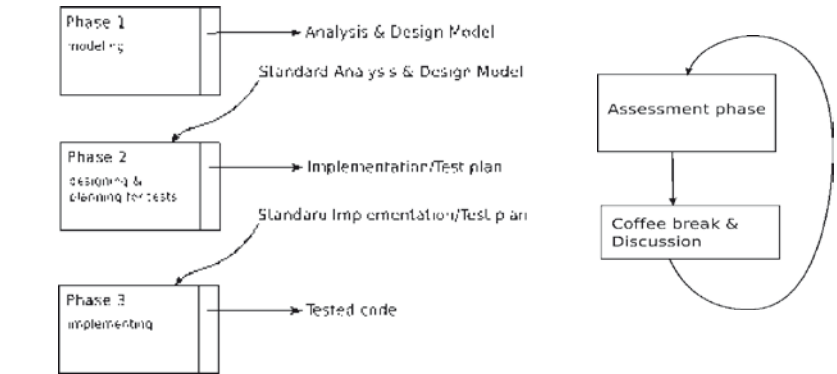 Phase 1
modeling
Analysis & Design Model
Standard Analysis & Design Model
Phase 2
designing &
planning for tests
Implementation/Test plan
Standard Implementation/Test plan
Phase 3
implementing
Tested code
Assessment phase
Coffee break &
Discussion